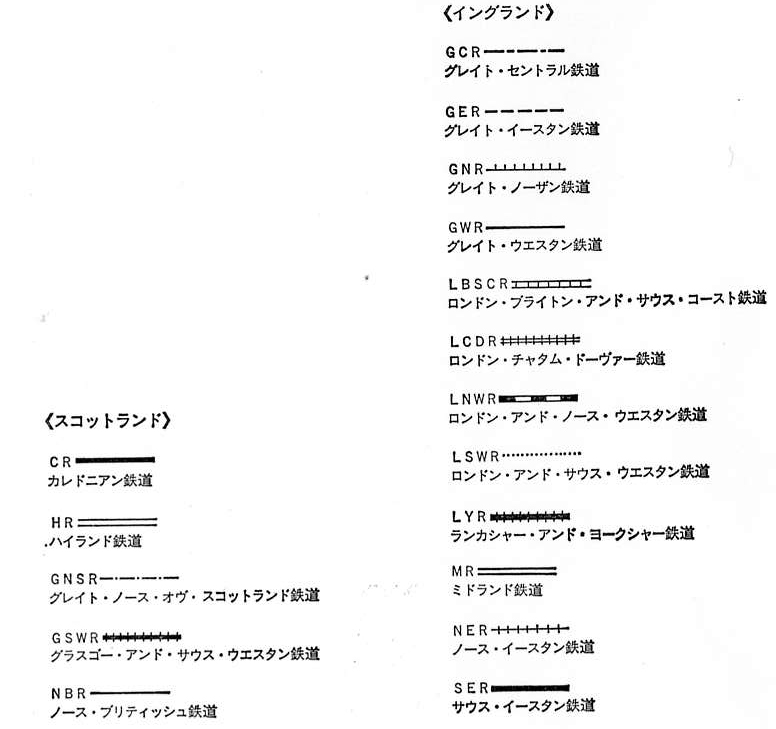 《イングランド》
GCR
グレイト・セントラル鉄道
GER
グレイト・イースタン鉄道
GNR
グレイト・ノーザン鉄道
GWR
グレイト・ウエスタン鉄道
LBSCR
ロンドン・ブライトン・アンド・サウス・コースト鉄道
LCDR
ロンドン・チャタム・ドーヴァー鉄道
LNWR
ロンドン・アンド・ノース・ウエスタン鉄道
LSWR
ロンドン・アンド・サウス・ウエスタン鉄道
LYR
ランカシャー・アンド・ヨークシャー鉄道
MR
ミドランド鉄道
NER
ノース・イースタン鉄道
SER
サウス・イースタン鉄道
《スコットランド》
CR
カレドニアン鉄道
HR
ハイランド鉄道
GNSR
グレイト・ノース・オヴ・スコットランド鉄道
GSWR
グラスゴー・アンド・サウス・ウエスタン鉄道
NBR
ノース・ブリティッシュ鉄道